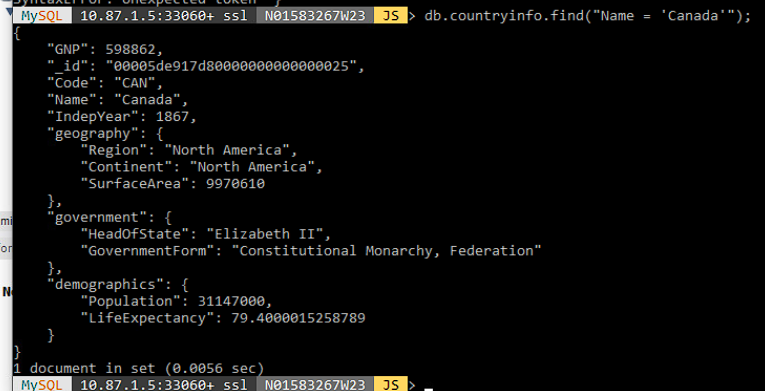 SyntaxError: Unexpected token }
MySQL 10.87.1.5:33060+ ssl N01583267W23 JS > db.countryinfo.find("Name = 'Canada'");
{
    "GNP": 598862,
    "_id": "00005de917d80000000000000025",
    "Code": "CAN",
    "Name": "Canada",
    "IndepYear": 1867,
    "geography": {
        "Region": "North America",
        "Continent": "North America",
        "SurfaceArea": 9970610
    },
    "government": {
        "HeadOfState": "Elizabeth II",
        "GovernmentForm": "Constitutional Monarchy, Federation"
    },
    "demographics": {
        "Population": 31147000,
        "LifeExpectancy": 79.4000015258789
    }
}
1 document in set (0.0056 sec)
MySQL 10.87.1.5:33060+ ssl N01583267W23 JS >